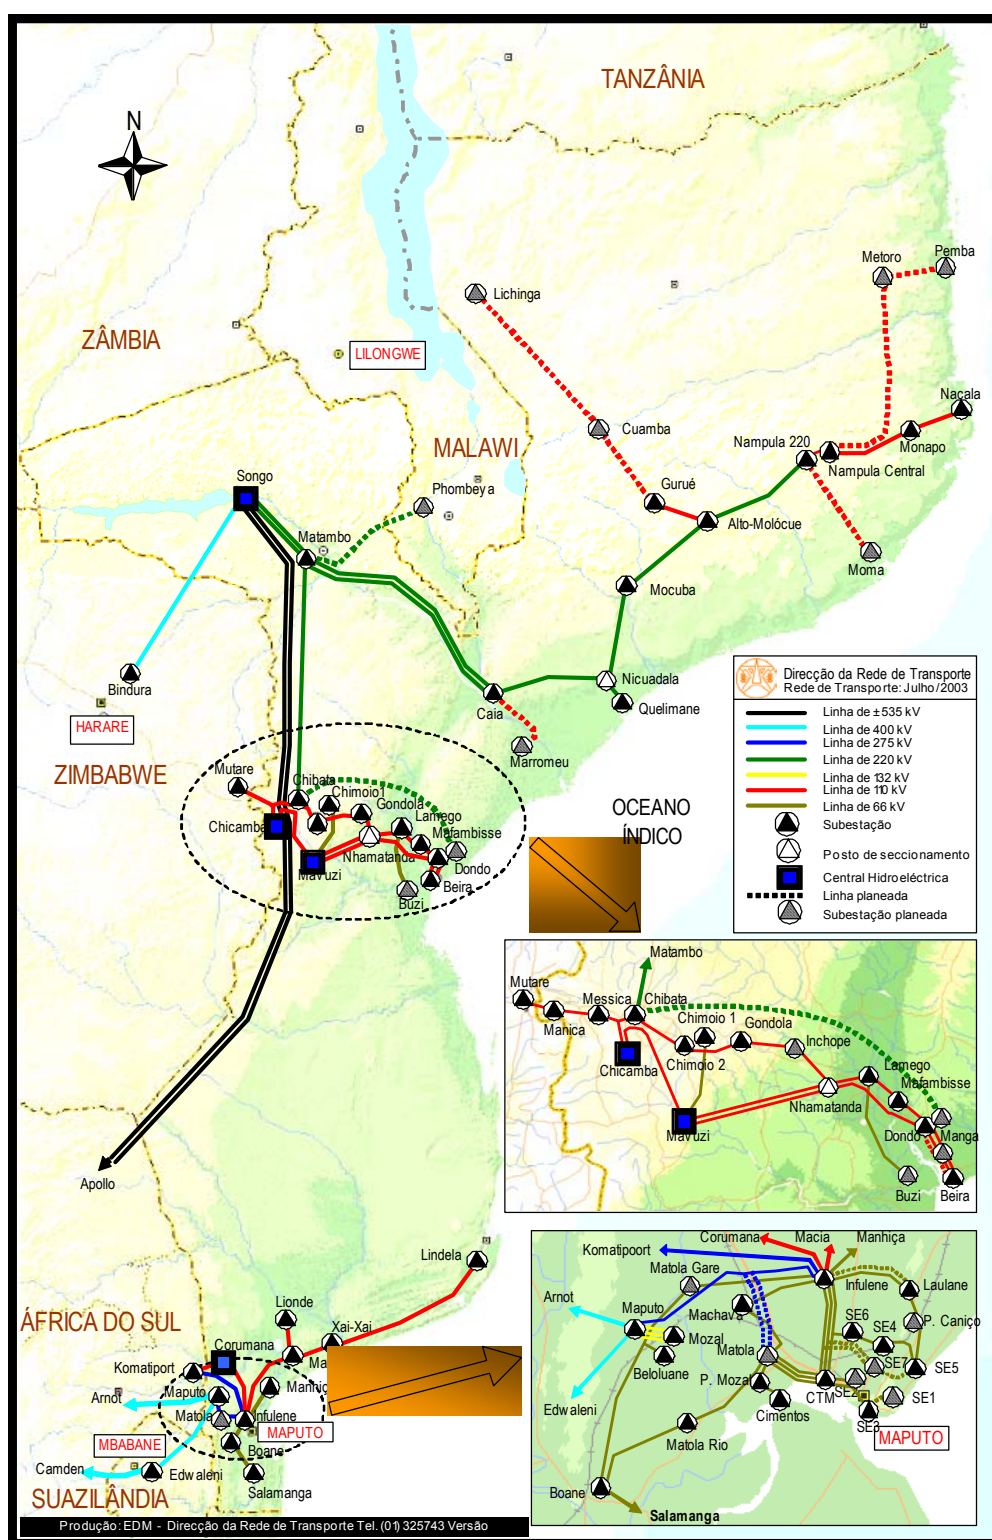 TANZÂNIA
N
Pemba
Metoro
Lichinga
ZÂMBIA
LILONGWE
Nacala
Cuamba
Monapo
MALAWI
Nampula 220
Nampula Central
Songo
Phombeya
Gurué
Alto-Molócue
Matambo
Moma
Mocuba
Bindura
Nicuadala
Quelimane
Caia
HARARE
Marromeu
ZIMBABWE
Direcção da Rede de Transporte
Rede de Transporte: Julho/2003
Linha de ±535 kV
Linha de 400 kV
Linha de 275 kV
Linha de 220 kV
Linha de 132 kV
Linha de 110 kV
Linha de 66 kV
Subestação
Posto de seccionamento
Central Hidroeléctrica
Linha planeada
Subestação planeada
Mutare
Chibata
Chimoio1
Gondola
Lamego
Mafambisse
Chicamba
Nhamatanda
Dondo
Mavuzi
Beira
Buzi
OCEANO
ÍNDICO
Matambo
Mutare
Messica
Chibata
Manica
Chimoio 1
Gondola
Inchope
Chicamba
Chimoio 2
Lamego
Mafambisse
Nhamatanda
Mavuzi
Dondo
Manga
Buzi
Beira
Apollo
Lindela
ÁFRICA DO SUL
Lionde
Xai-Xai
Corumana
Ma
Komatiport
Maputo
Manhiça
Arnot
Matola
Infulene
MAPUTO
MBABANE
Boane
Camden
Edwaleni
Salamanga
SUAZILÂNDIA
Corumana
Macia
Manhiça
Komatipoort
Matola Gare
Infulene
Laulane
Arnot
Maputo
Machava
SE6
SE4
P. Caniço
Mozal
Matola
Beloluane
SE7
SE5
P. Mozal
CTM
SE2
SE1
Edwaleni
Cimentos
SE3
Matola Rio
MAPUTO
Boane
Salamanga
Produção: EDM - Direcção da Rede de Transporte Tel. (01) 325743 Versão